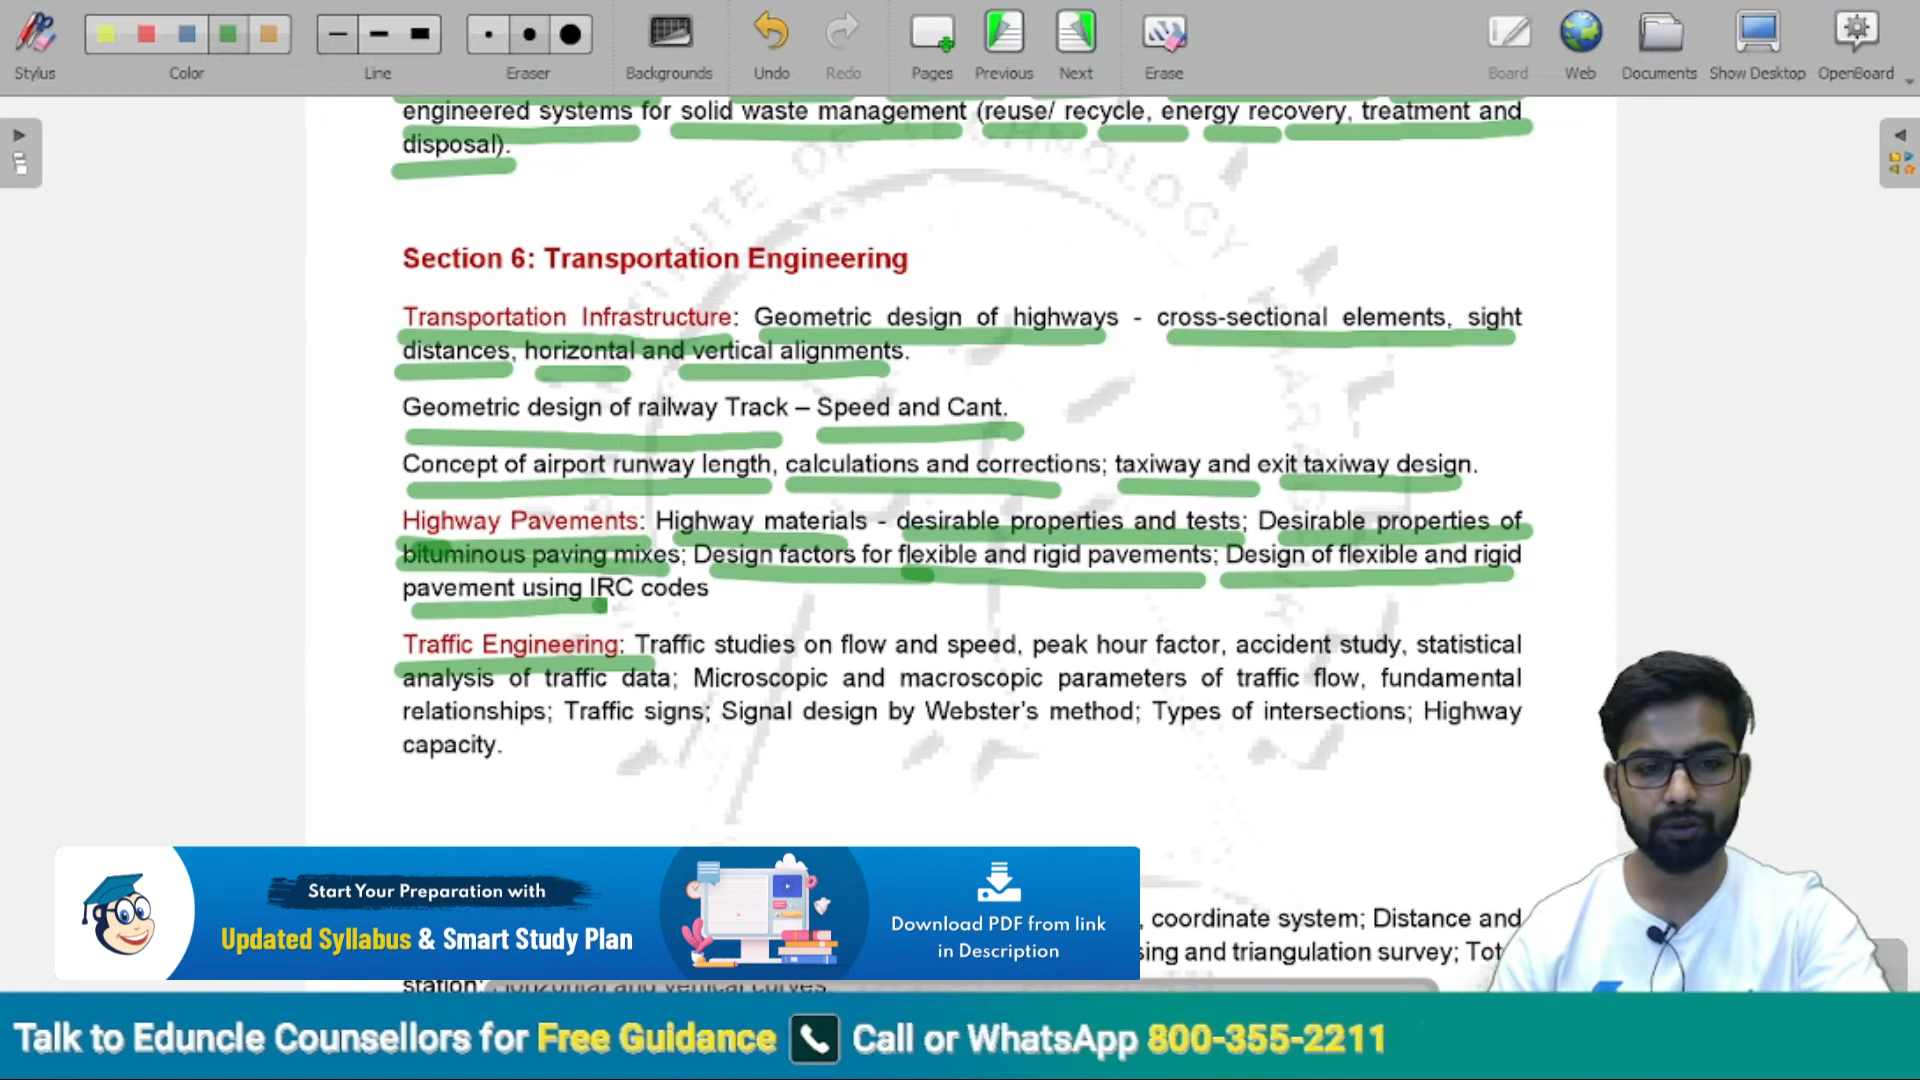 Stylus
Color
Line
Eraser
Backgrounds
Undo
Redo
Pages
Previous
Next
Erase
Board
Web
Documents
Show Desktop
OpenBoard
engineered systems for solid waste management (reuse/ recycle, energy recovery, treatment and
disposal).
Section 6: Transportation Engineering
Transportation Infrastructure: Geometric design of highways - cross-sectional elements, sight
distances, horizontal and vertical alignments.
Geometric design of railway Track – Speed and Cant.
Concept of airport runway length, calculations and corrections; taxiway and exit taxiway design.
Highway Pavements: Highway materials - desirable properties and tests; Desirable properties of
bituminous paving mixes; Design factors for flexible and rigid pavements; Design of flexible and rigid
pavement using IRC codes
Traffic Engineering: Traffic studies on flow and speed, peak hour factor, accident study, statistical
analysis of traffic data; Microscopic and macroscopic parameters of traffic flow, fundamental
relationships; Traffic signs; Signal design by Webster's method; Types of intersections; Highway
capacity.
, coordinate system; Distance and
and triangulation survey;
station; Horizontal and vertical curves.
Start Your Preparation with
Updated Syllabus & Smart Study Plan
Download PDF from link
in Description
Talk to Eduncle Counsellors for Free Guidance Call or WhatsApp 800-355-2211